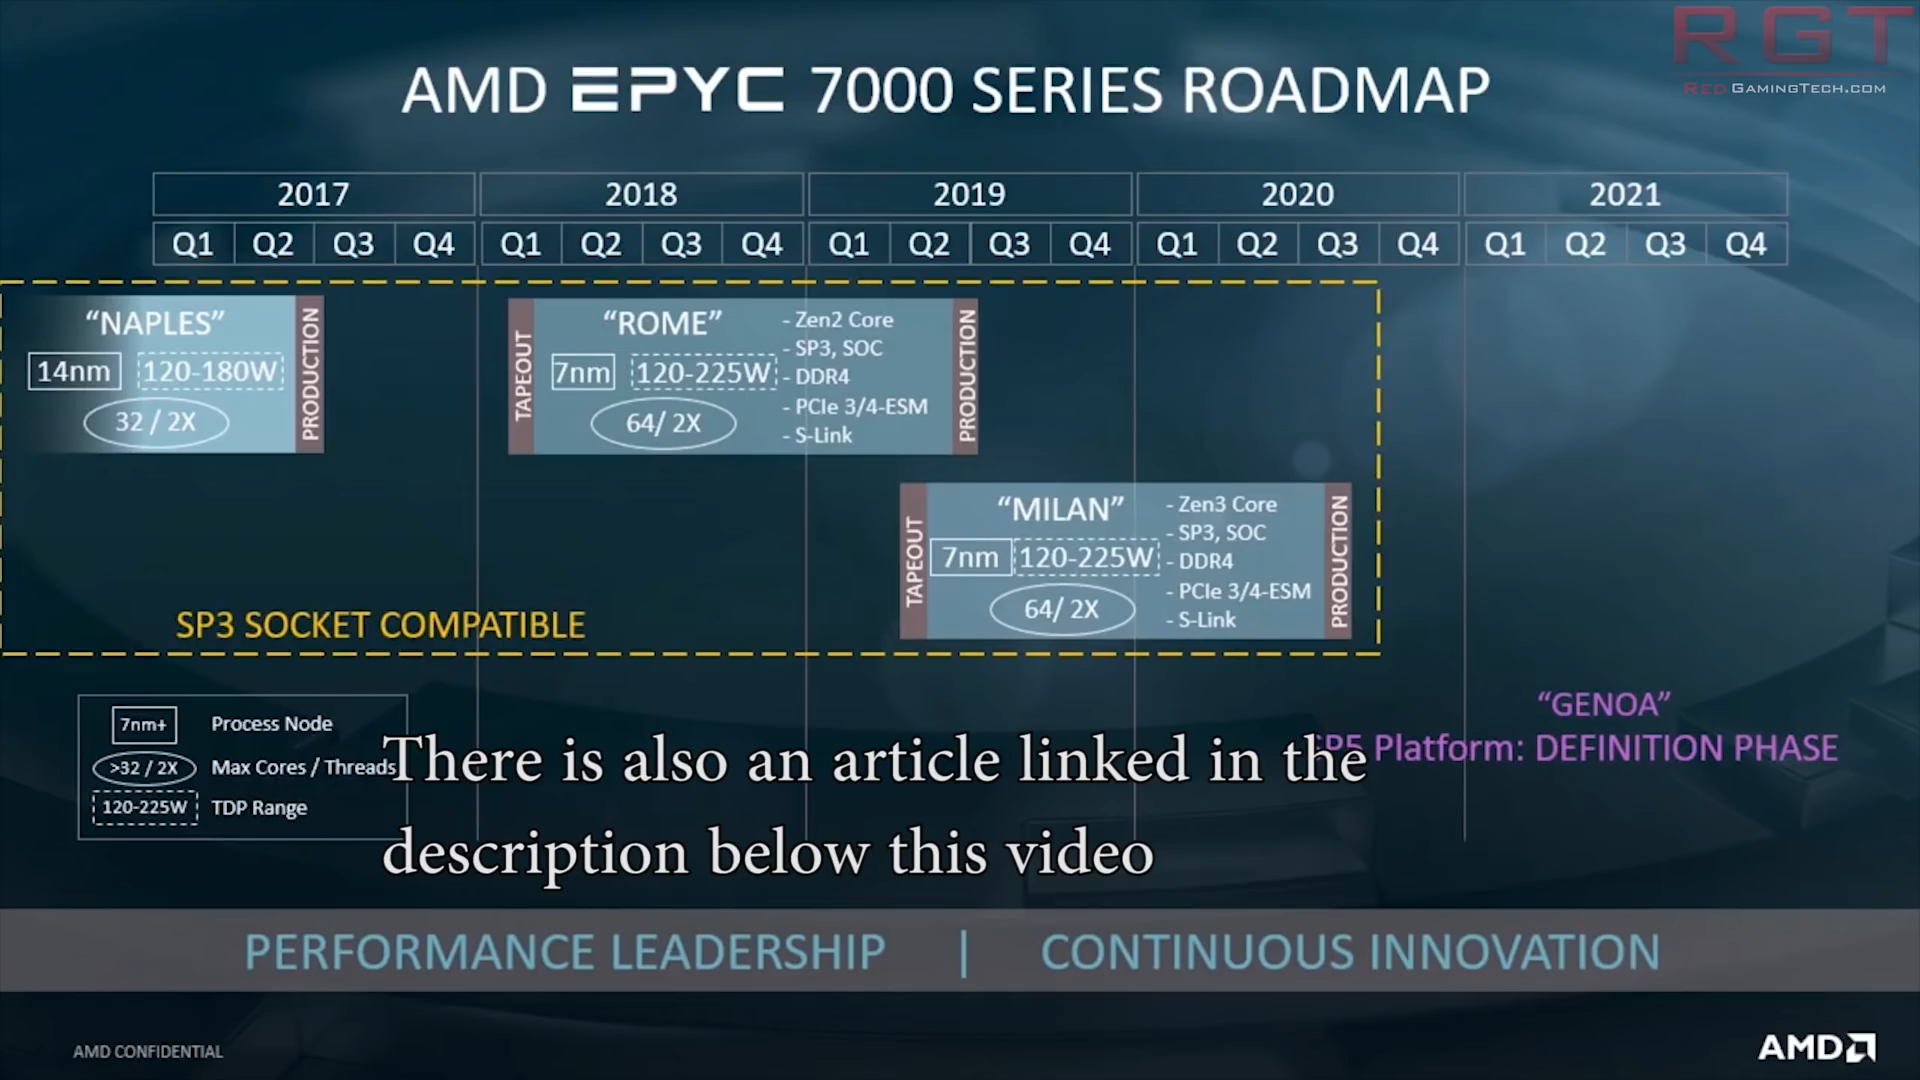 RGT
RED GAMINGTECH.COM
AMD EPYC 7000 SERIES ROADMAP
2017 2018 2019 2020 2021
Q1 Q2 Q3 Q4 Q1 Q2 Q3 Q4 Q1 Q2 Q3 Q4 Q1 Q2 Q3 Q4 Q1 Q2 Q3 Q4
“NAPLES”
14nm 120-180W
32 / 2X
PRODUCTION
TAPEOUT
“ROME”
7nm 120-225W
64/ 2X
- Zen2 Core
- SP3, SOC
- DDR4
- PCIe 3/4-ESM
- S-Link
PRODUCTION
TAPEOUT
“MILAN”
7nm 120-225W
64/ 2X
- Zen3 Core
- SP3, SOC
- DDR4
- PCIe 3/4-ESM
- S-Link
PRODUCTION
SP3 SOCKET COMPATIBLE
“GENOA”
SP5 Platform: DEFINITION PHASE
7nm+ Process Node
>32 / 2X Max Cores / Threads
120-225W TDP Range
There is also an article linked in the
description below this video
PERFORMANCE LEADERSHIP | CONTINUOUS INNOVATION
AMD CONFIDENTIAL
AMD